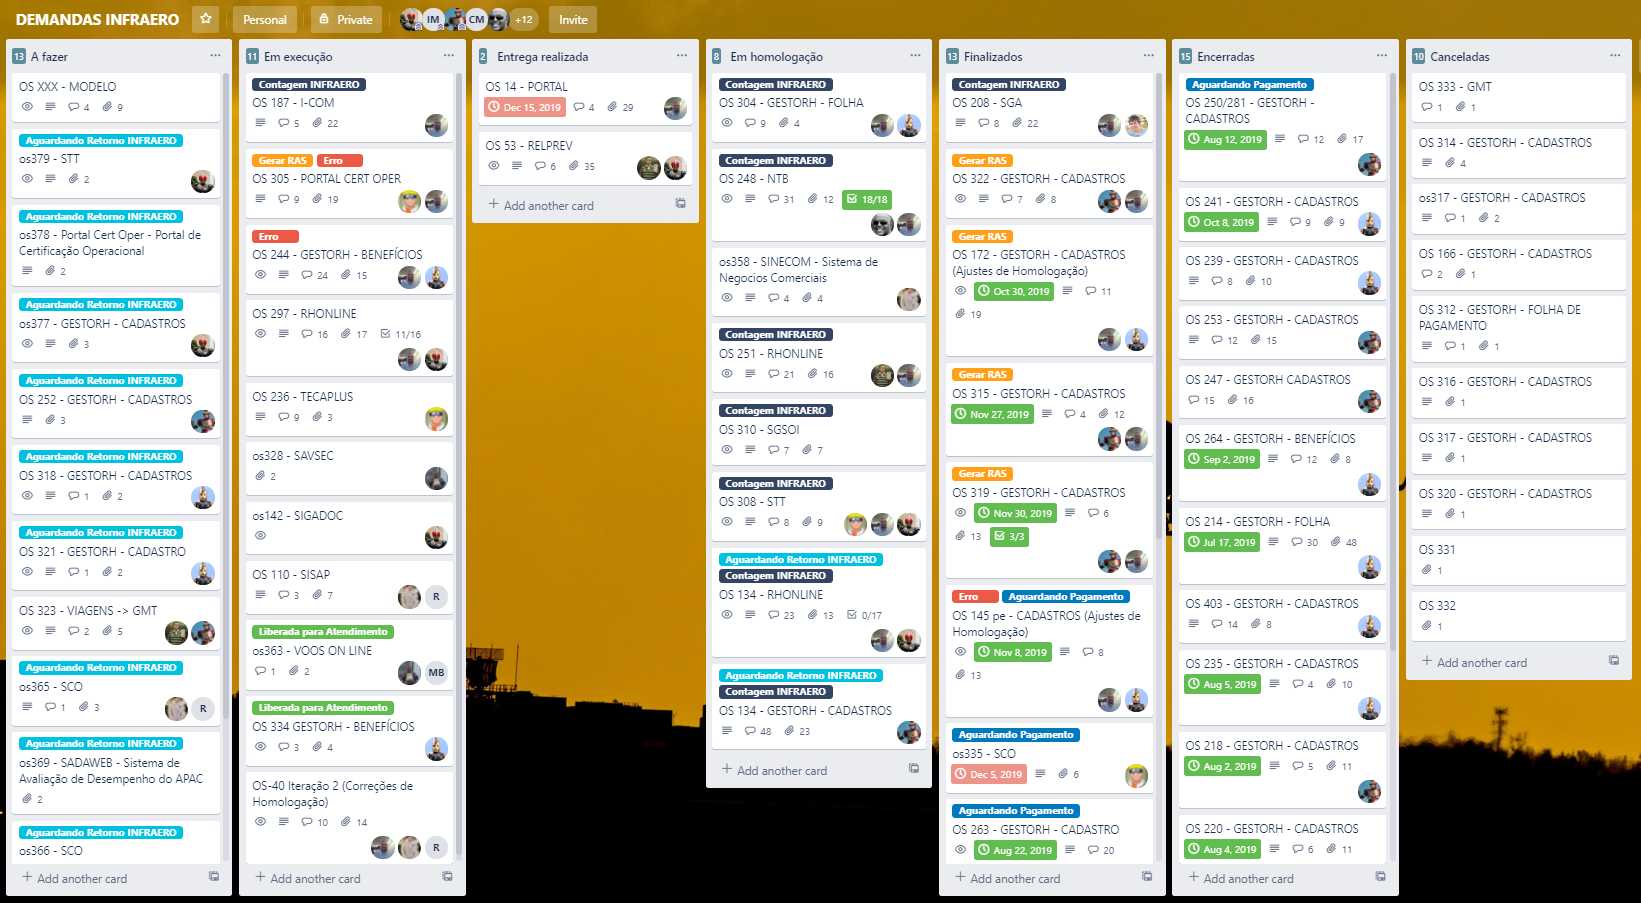 DEMANDAS INFRAERO
Personal
Private
IM
CM
+12
Invite
13 A fazer
OS XXX - MODELO
4 9
Aguardando Retorno INFRAERO
os379 - STT
2
Aguardando Retorno INFRAERO
os378 - Portal Cert Oper - Portal de
Certificação Operacional
2
Aguardando Retorno INFRAERO
os377 - GESTORH - CADASTROS
3
Aguardando Retorno INFRAERO
OS 252 - GESTORH - CADASTROS
3
Aguardando Retorno INFRAERO
OS 318 - GESTORH - CADASTROS
1 2
Aguardando Retorno INFRAERO
OS 321 - GESTORH - CADASTRO
1 2
OS 323 - VIAGENS -> GMT
2 5
Aguardando Retorno INFRAERO
os365 - SCO
1 3
R
Aguardando Retorno INFRAERO
os369 - SADAWEB - Sistema de
Avaliação de Desempenho do APAC
2
Aguardando Retorno INFRAERO
os366 - SCO
+ Add another card
11 Em execução
Contagem INFRAERO
OS 187 - I-COM
5 22
Gerar RAS Erro
OS 305 - PORTAL CERT OPER
9 19
Erro
OS 244 - GESTORH - BENEFÍCIOS
24 15
OS 297 - RHONLINE
16 17 11/16
OS 236 - TECAPLUS
9 3
os328 - SAVSEC
2
os142 - SIGADOC
OS 110 - SISAP
3 7
R
Liberada para Atendimento
os363 - VOOS ON LINE
1 2
MB
Liberada para Atendimento
OS 334 GESTORH - BENEFÍCIOS
3 4
OS-40 Iteração 2 (Correções de
Homologação)
10 14
R
+ Add another card
2 Entrega realizada
OS 14 - PORTAL
Dec 15, 2019 4 29
OS 53 - RELPREV
6 35
+ Add another card
8 Em homologação
Contagem INFRAERO
OS 304 - GESTORH - FOLHA
9 4
Contagem INFRAERO
OS 248 - NTB
31 12 18/18
os358 - SINECOM - Sistema de
Negocios Comerciais
4 4
Contagem INFRAERO
OS 251 - RHONLINE
21 16
Contagem INFRAERO
OS 310 - SGSOI
7 7
Contagem INFRAERO
OS 308 - STT
8 9
Aguardando Retorno INFRAERO
Contagem INFRAERO
OS 134 - RHONLINE
23 13 0/17
Aguardando Retorno INFRAERO
Contagem INFRAERO
OS 134 - GESTORH - CADASTROS
48 23
+ Add another card
13 Finalizados
Contagem INFRAERO
OS 208 - SGA
8 22
Gerar RAS
OS 322 - GESTORH - CADASTROS
7 8
Gerar RAS
OS 172 - GESTORH - CADASTROS
(Ajustes de Homologação)
Oct 30, 2019 11
19
Gerar RAS
OS 315 - GESTORH - CADASTROS
Nov 27, 2019 4 12
Gerar RAS
OS 319 - GESTORH - CADASTROS
Nov 30, 2019 6
13 3/3
Erro Aguardando Pagamento
OS 145 pe - CADASTROS (Ajustes de
Homologação)
Nov 8, 2019 8
13
Aguardando Pagamento
os335 - SCO
Dec 5, 2019 6
Aguardando Pagamento
OS 263 - GESTORH - CADASTRO
Aug 22, 2019 20
+ Add another card
15 Encerradas
Aguardando Pagamento
OS 250/281 - GESTORH -
CADASTROS
Aug 12, 2019 12 17
OS 241 - GESTORH - CADASTROS
Oct 8, 2019 9 9
OS 239 - GESTORH - CADASTROS
8 10
OS 253 - GESTORH - CADASTROS
12 15
OS 247 - GESTORH CADASTROS
15 16
OS 264 - GESTORH - BENEFÍCIOS
Sep 2, 2019 12 8
OS 214 - GESTORH - FOLHA
Jul 17, 2019 30 48
OS 403 - GESTORH - CADASTROS
14 8
OS 235 - GESTORH - CADASTROS
Aug 5, 2019 4 10
OS 218 - GESTORH - CADASTROS
Aug 2, 2019 5 11
OS 220 - GESTORH - CADASTROS
Aug 4, 2019 6 11
+ Add another card
10 Canceladas
OS 333 - GMT
1 1
OS 314 - GESTORH - CADASTROS
4
os317 - GESTORH - CADASTROS
1 2
OS 166 - GESTORH - CADASTROS
2 1
OS 312 - GESTORH - FOLHA DE
PAGAMENTO
1 1
OS 316 - GESTORH - CADASTROS
1
OS 317 - GESTORH - CADASTROS
1
OS 320 - GESTORH - CADASTROS
1
OS 331
1
OS 332
1
+ Add another card